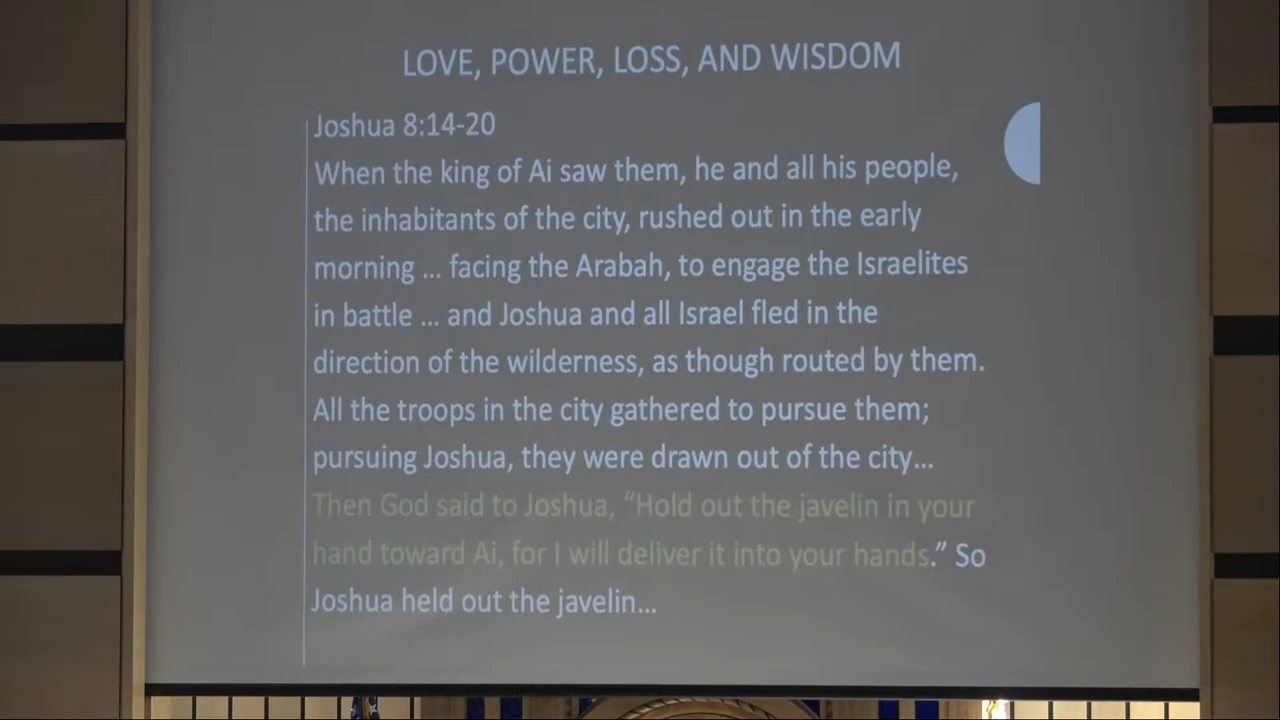 LOVE, POWER, LOSS, AND WISDOM
Joshua 8:14-20
When the king of Ai saw them, he and all his people,
the inhabitants of the city, rushed out in the early
morning … facing the Arabah, to engage the Israelites
in battle … and Joshua and all Israel fled in the
direction of the wilderness, as though routed by them.
All the troops in the city gathered to pursue them;
pursuing Joshua, they were drawn out of the city…
Then God said to Joshua, “Hold out the javelin in your
hand toward Ai, for I will deliver it into your hands.” So
Joshua held out the javelin…